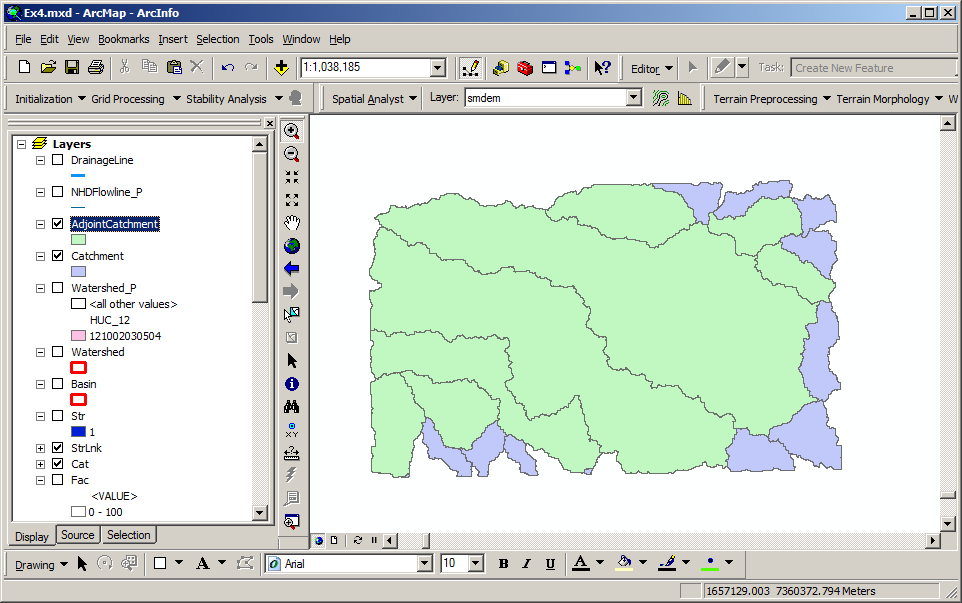 Ex4.mxd - ArcMap - ArcInfo
File Edit View Bookmarks Insert Selection Tools Window Help
1:1,038,185 Editor Task: Create New Feature
Initialization Grid Processing Stability Analysis Spatial Analyst Layer: smdem Terrain Preprocessing Terrain Morphology W
Layers
DrainageLine
NHDFlowline_P
AdjointCatchment
Catchment
Watershed_P
<all other values>
HUC_12
121002030504
Watershed
Basin
Str
1
StrLnk
Cat
Fac
<VALUE>
0 - 100
Display Source Selection
Drawing A Arial 10 B I U A
1657129.003 7360372.794 Meters